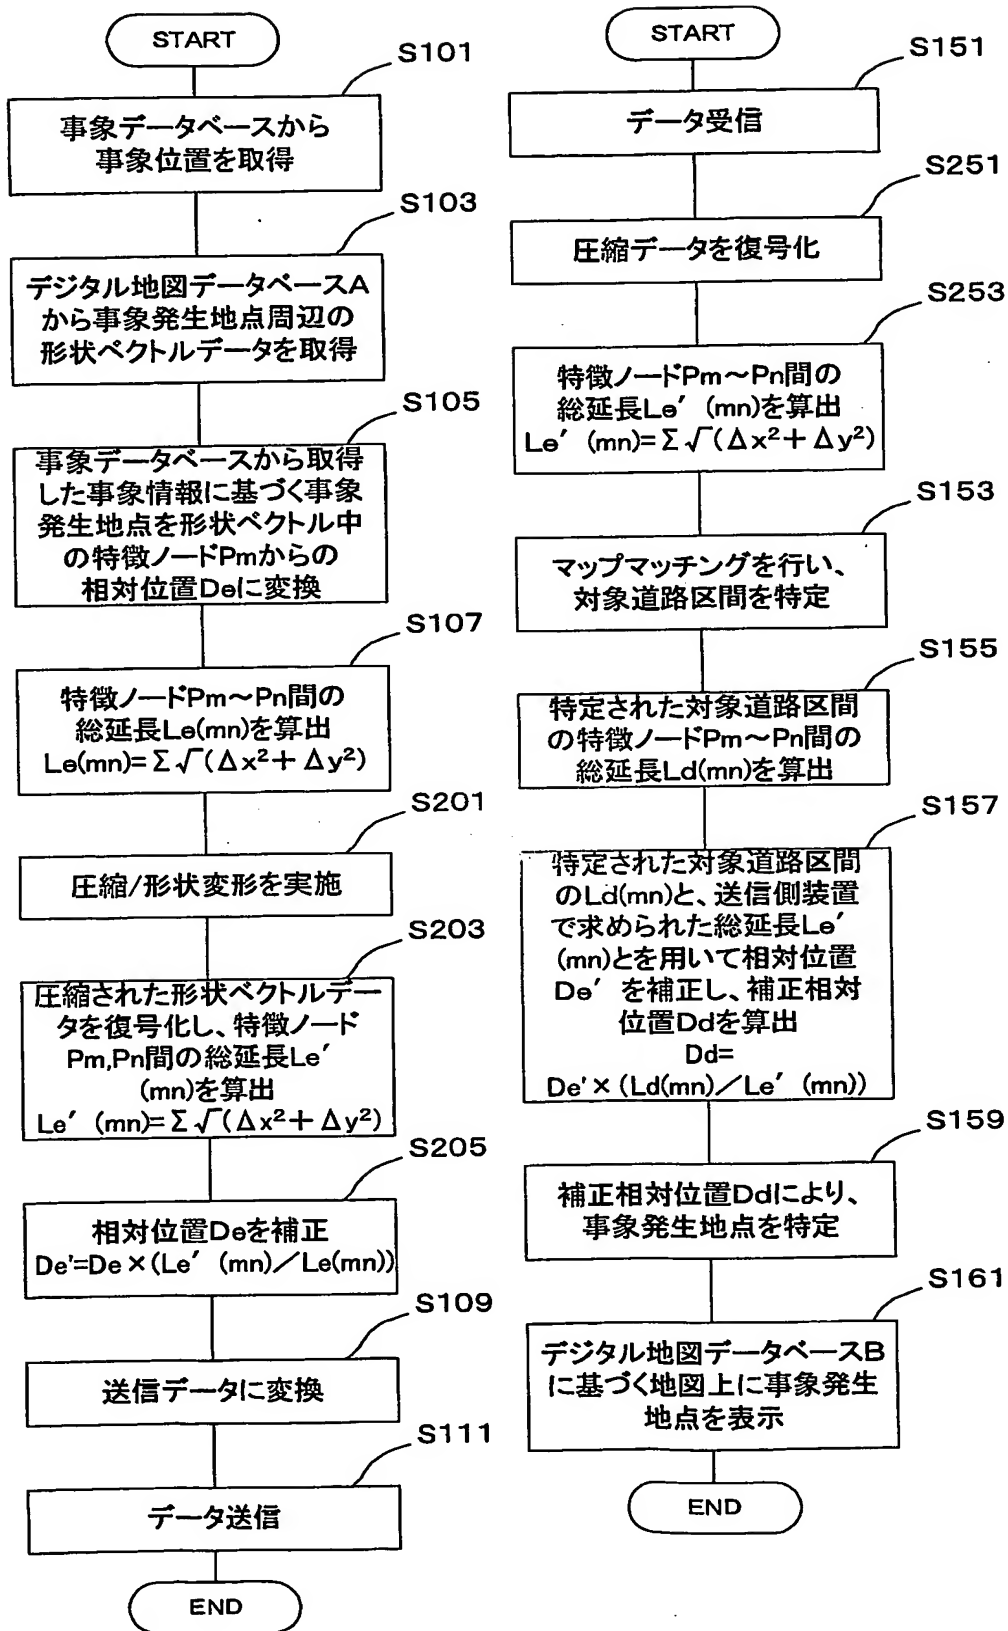 START
S101
事象データベースから
事象位置を取得
S103
デジタル地図データベースA
から事象発生地点周辺の
形状ベクトルデータを取得
S105
事象データベースから取得
した事象情報に基づく事象
発生地点を形状ベクトル中
の特徴ノードPmからの
相対位置Deに変換
S107
特徴ノードPm～Pn間の
総延長Le(mn)を算出
Le(mn)=Σ√(Δx²+Δy²)
S201
圧縮/形状変形を実施
S203
圧縮された形状ベクトルデー
タを復号化し、特徴ノード
Pm,Pn間の総延長Le′
(mn)を算出
Le′ (mn)=Σ√(Δx²+Δy²)
S205
相対位置Deを補正
De'=De×(Le′ (mn)／Le(mn))
S109
送信データに変換
S111
データ送信
END
START
S151
データ受信
S251
圧縮データを復号化
S253
特徴ノードPm～Pn間の
総延長Le′ (mn)を算出
Le′ (mn)=Σ√(Δx²+Δy²)
S153
マップマッチングを行い、
対象道路区間を特定
S155
特定された対象道路区間
の特徴ノードPm～Pn間の
総延長Ld(mn)を算出
S157
特定された対象道路区間
のLd(mn)と、送信側装置
で求められた総延長Le′
(mn)とを用いて相対位置
De′ を補正し、補正相対
位置Ddを算出
Dd=
De'×(Ld(mn)／Le′ (mn))
S159
補正相対位置Ddにより、
事象発生地点を特定
S161
デジタル地図データベースB
に基づく地図上に事象発生
地点を表示
END